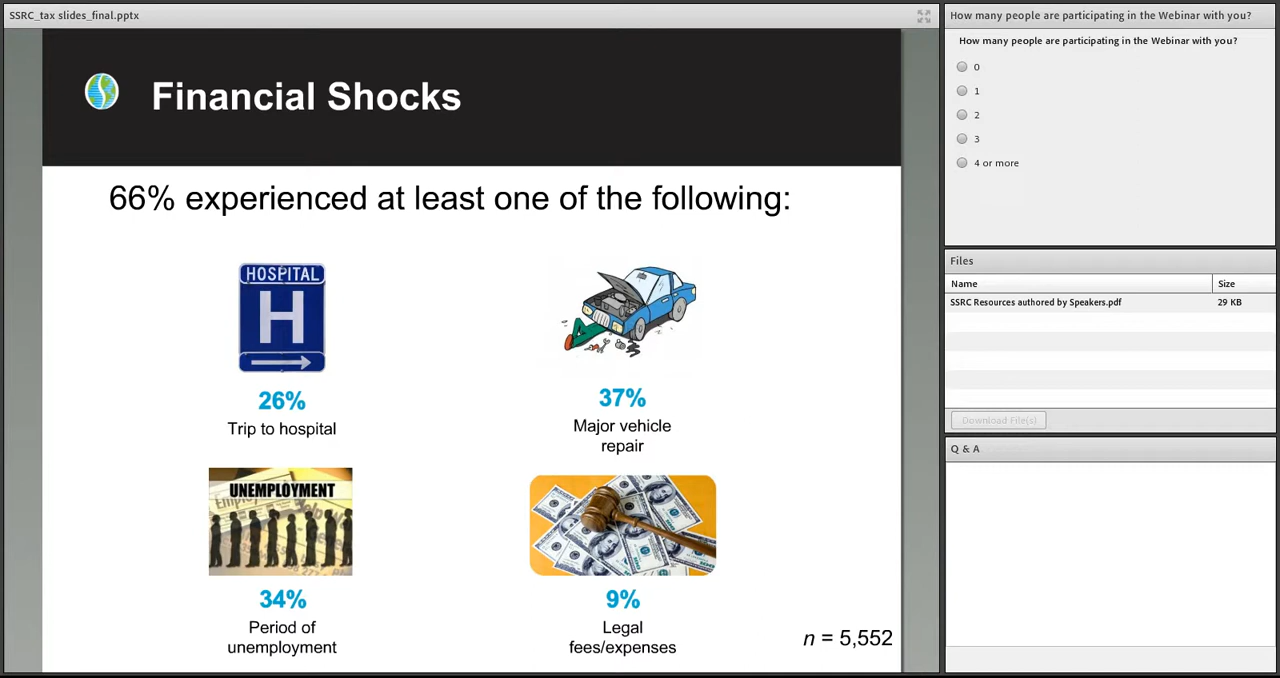 SSRC_tax slides_final.pptx
Financial Shocks
66% experienced at least one of the following:
HOSPITAL
H
26%
Trip to hospital
37%
Major vehicle
repair
UNEMPLOYMENT
34%
Period of
unemployment
9%
Legal
fees/expenses
n = 5,552
How many people are participating in the Webinar with you?
How many people are participating in the Webinar with you?
0
1
2
3
4 or more
Files
Name Size
SSRC Resources authored by Speakers.pdf 29 KB
Download File(s)
Q & A